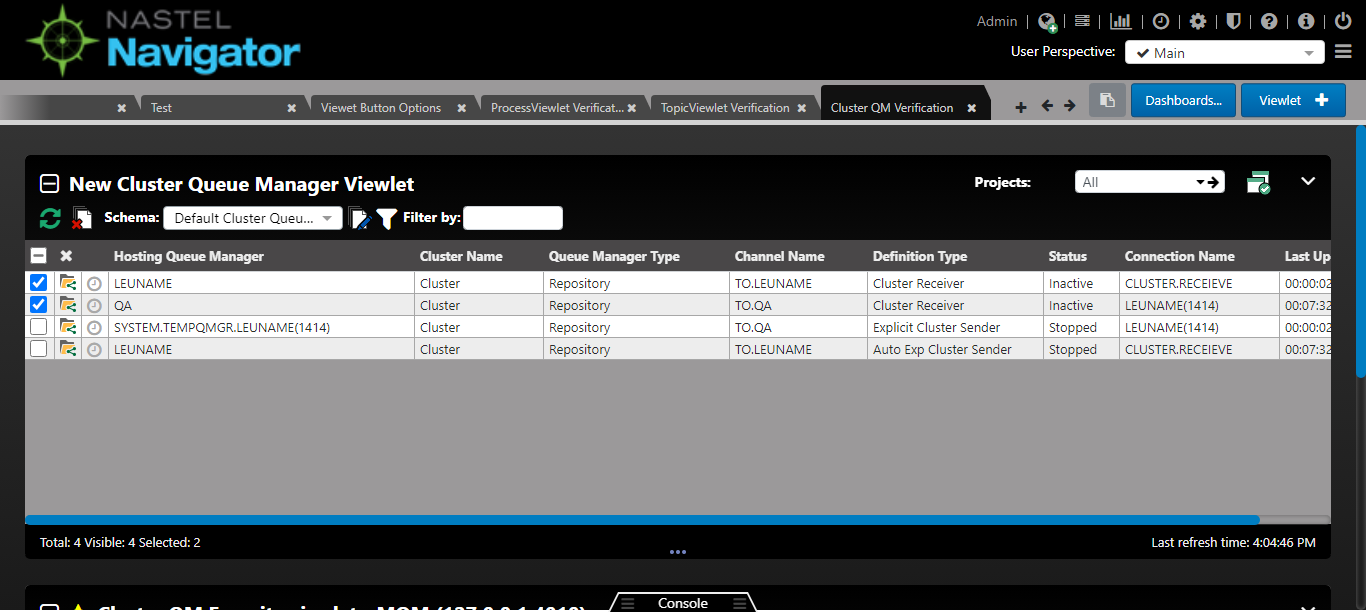 NASTEL
Navigator
Admin
User Perspective: Main
Test
Viewet Button Options
ProcessViewlet Verificat...
TopicViewlet Verification
Cluster QM Verification
Dashboards...
Viewlet
New Cluster Queue Manager Viewlet
Projects: All
Schema: Default Cluster Queu... Filter by:
Hosting Queue Manager Cluster Name Queue Manager Type Channel Name Definition Type Status Connection Name Last Up
LEUNAME Cluster Repository TO.LEUNAME Cluster Receiver Inactive CLUSTER.RECEIEVE 00:00:02
QA Cluster Repository TO.QA Cluster Receiver Inactive LEUNAME(1414) 00:07:32
SYSTEM.TEMPQMGR.LEUNAME(1414) Cluster Repository TO.QA Explicit Cluster Sender Stopped LEUNAME(1414) 00:00:02
LEUNAME Cluster Repository TO.LEUNAME Auto Exp Cluster Sender Stopped CLUSTER.RECEIEVE 00:07:32
Total: 4 Visible: 4 Selected: 2
Last refresh time: 4:04:46 PM
Console